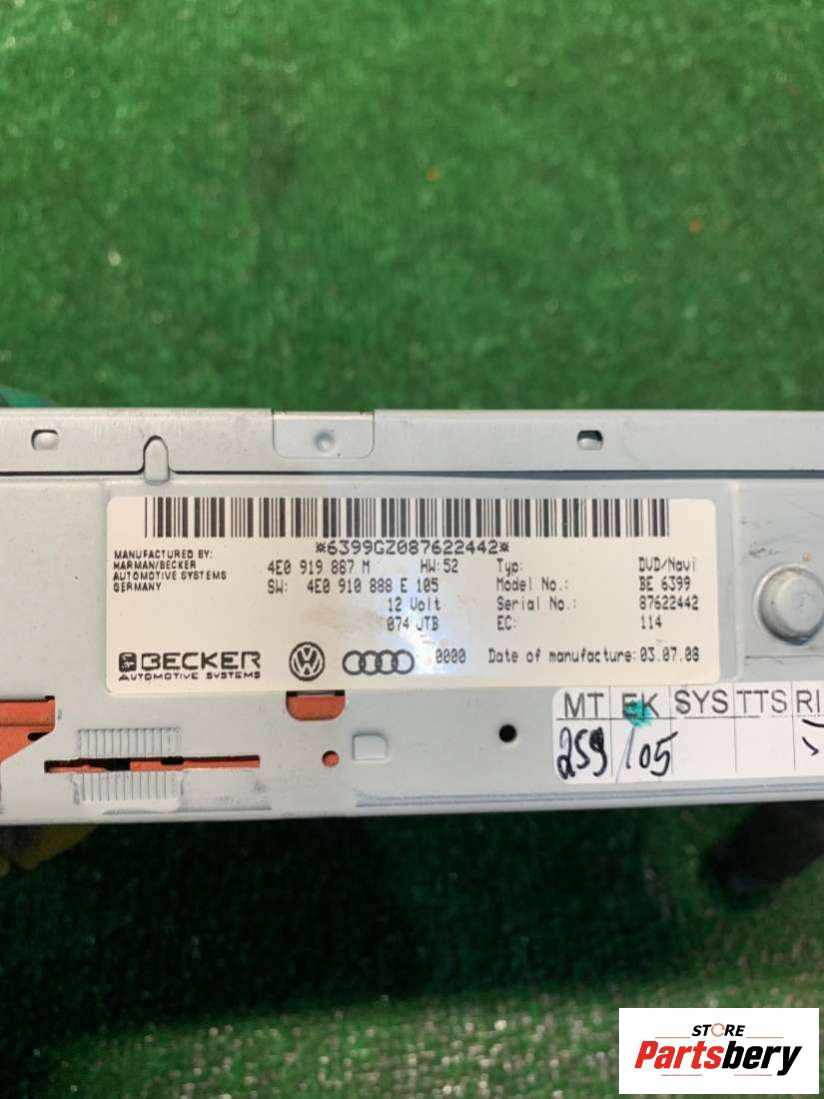 *6399GZ087622442*
MANUFACTURED BY:
HARMAN/BECKER
AUTOMOTIVE SYSTEMS
GERMANY
4E0 919 887 M HW:52
SW: 4E0 910 888 E 105
12 Volt
074 JTB
Typ: DVD/Navi
Model No.: BE 6399
Serial No.: 87622442
EC: 114
BECKER
AUTOMOTIVE SYSTEMS
0000 Date of manufacture: 03.07.08
MT EK SYS TTS RI
259 105
STORE
Partsbery